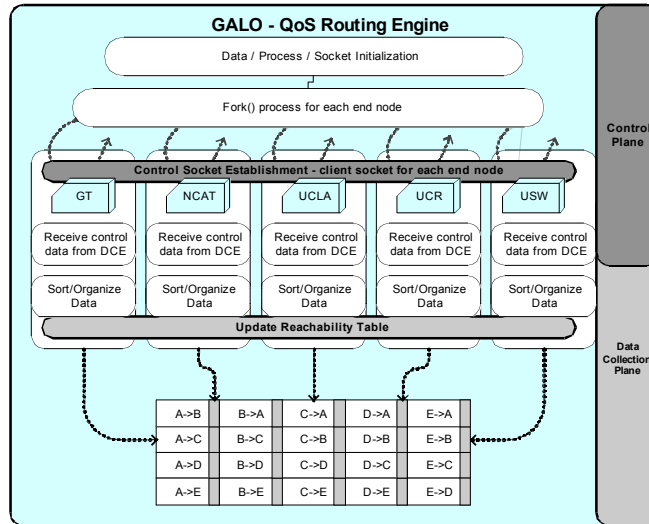 GALO - QoS Routing Engine
Data / Process / Socket Initialization
Fork() process for each end node
Control
Plane
Control Socket Establishment - client socket for each end node
GT
NCAT
UCLA
UCR
USW
Receive control
data from DCE
Receive control
data from DCE
Receive control
data from DCE
Receive control
data from DCE
Receive control
data from DCE
Sort/Organize
Data
Sort/Organize
Data
Sort/Organize
Data
Sort/Organize
Data
Sort/Organize
Data
Update Reachability Table
Data
Collection
Plane
A->B B->A C->A D->A E->A
A->C B->C C->B D->B E->B
A->D B->D C->D D->C E->C
A->E B->E C->E D->E E->D